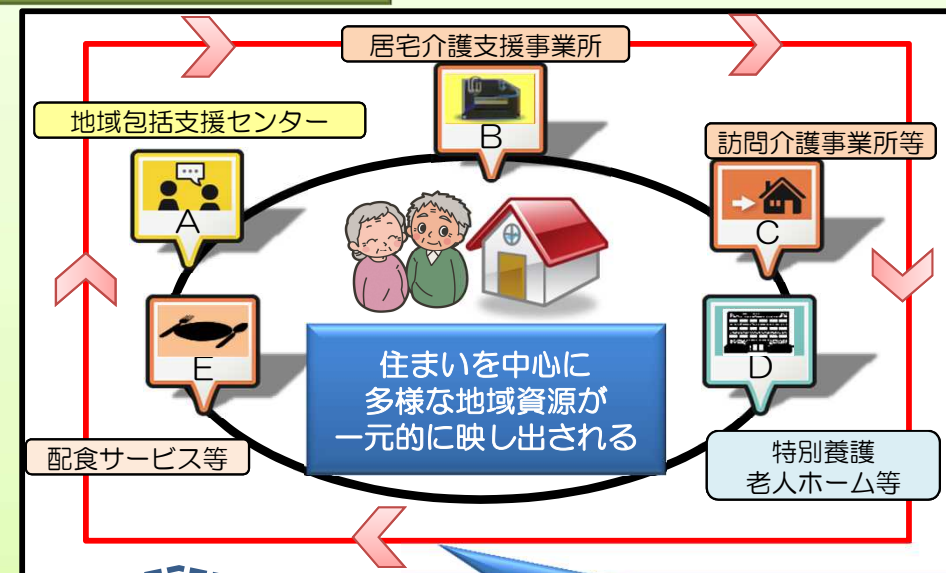 居宅介護支援事業所
B
地域包括支援センター
A
訪問介護事業所等
C
E
D
住まいを中心に
多様な地域資源が
一元的に映し出される
配食サービス等
特別養護
老人ホーム等